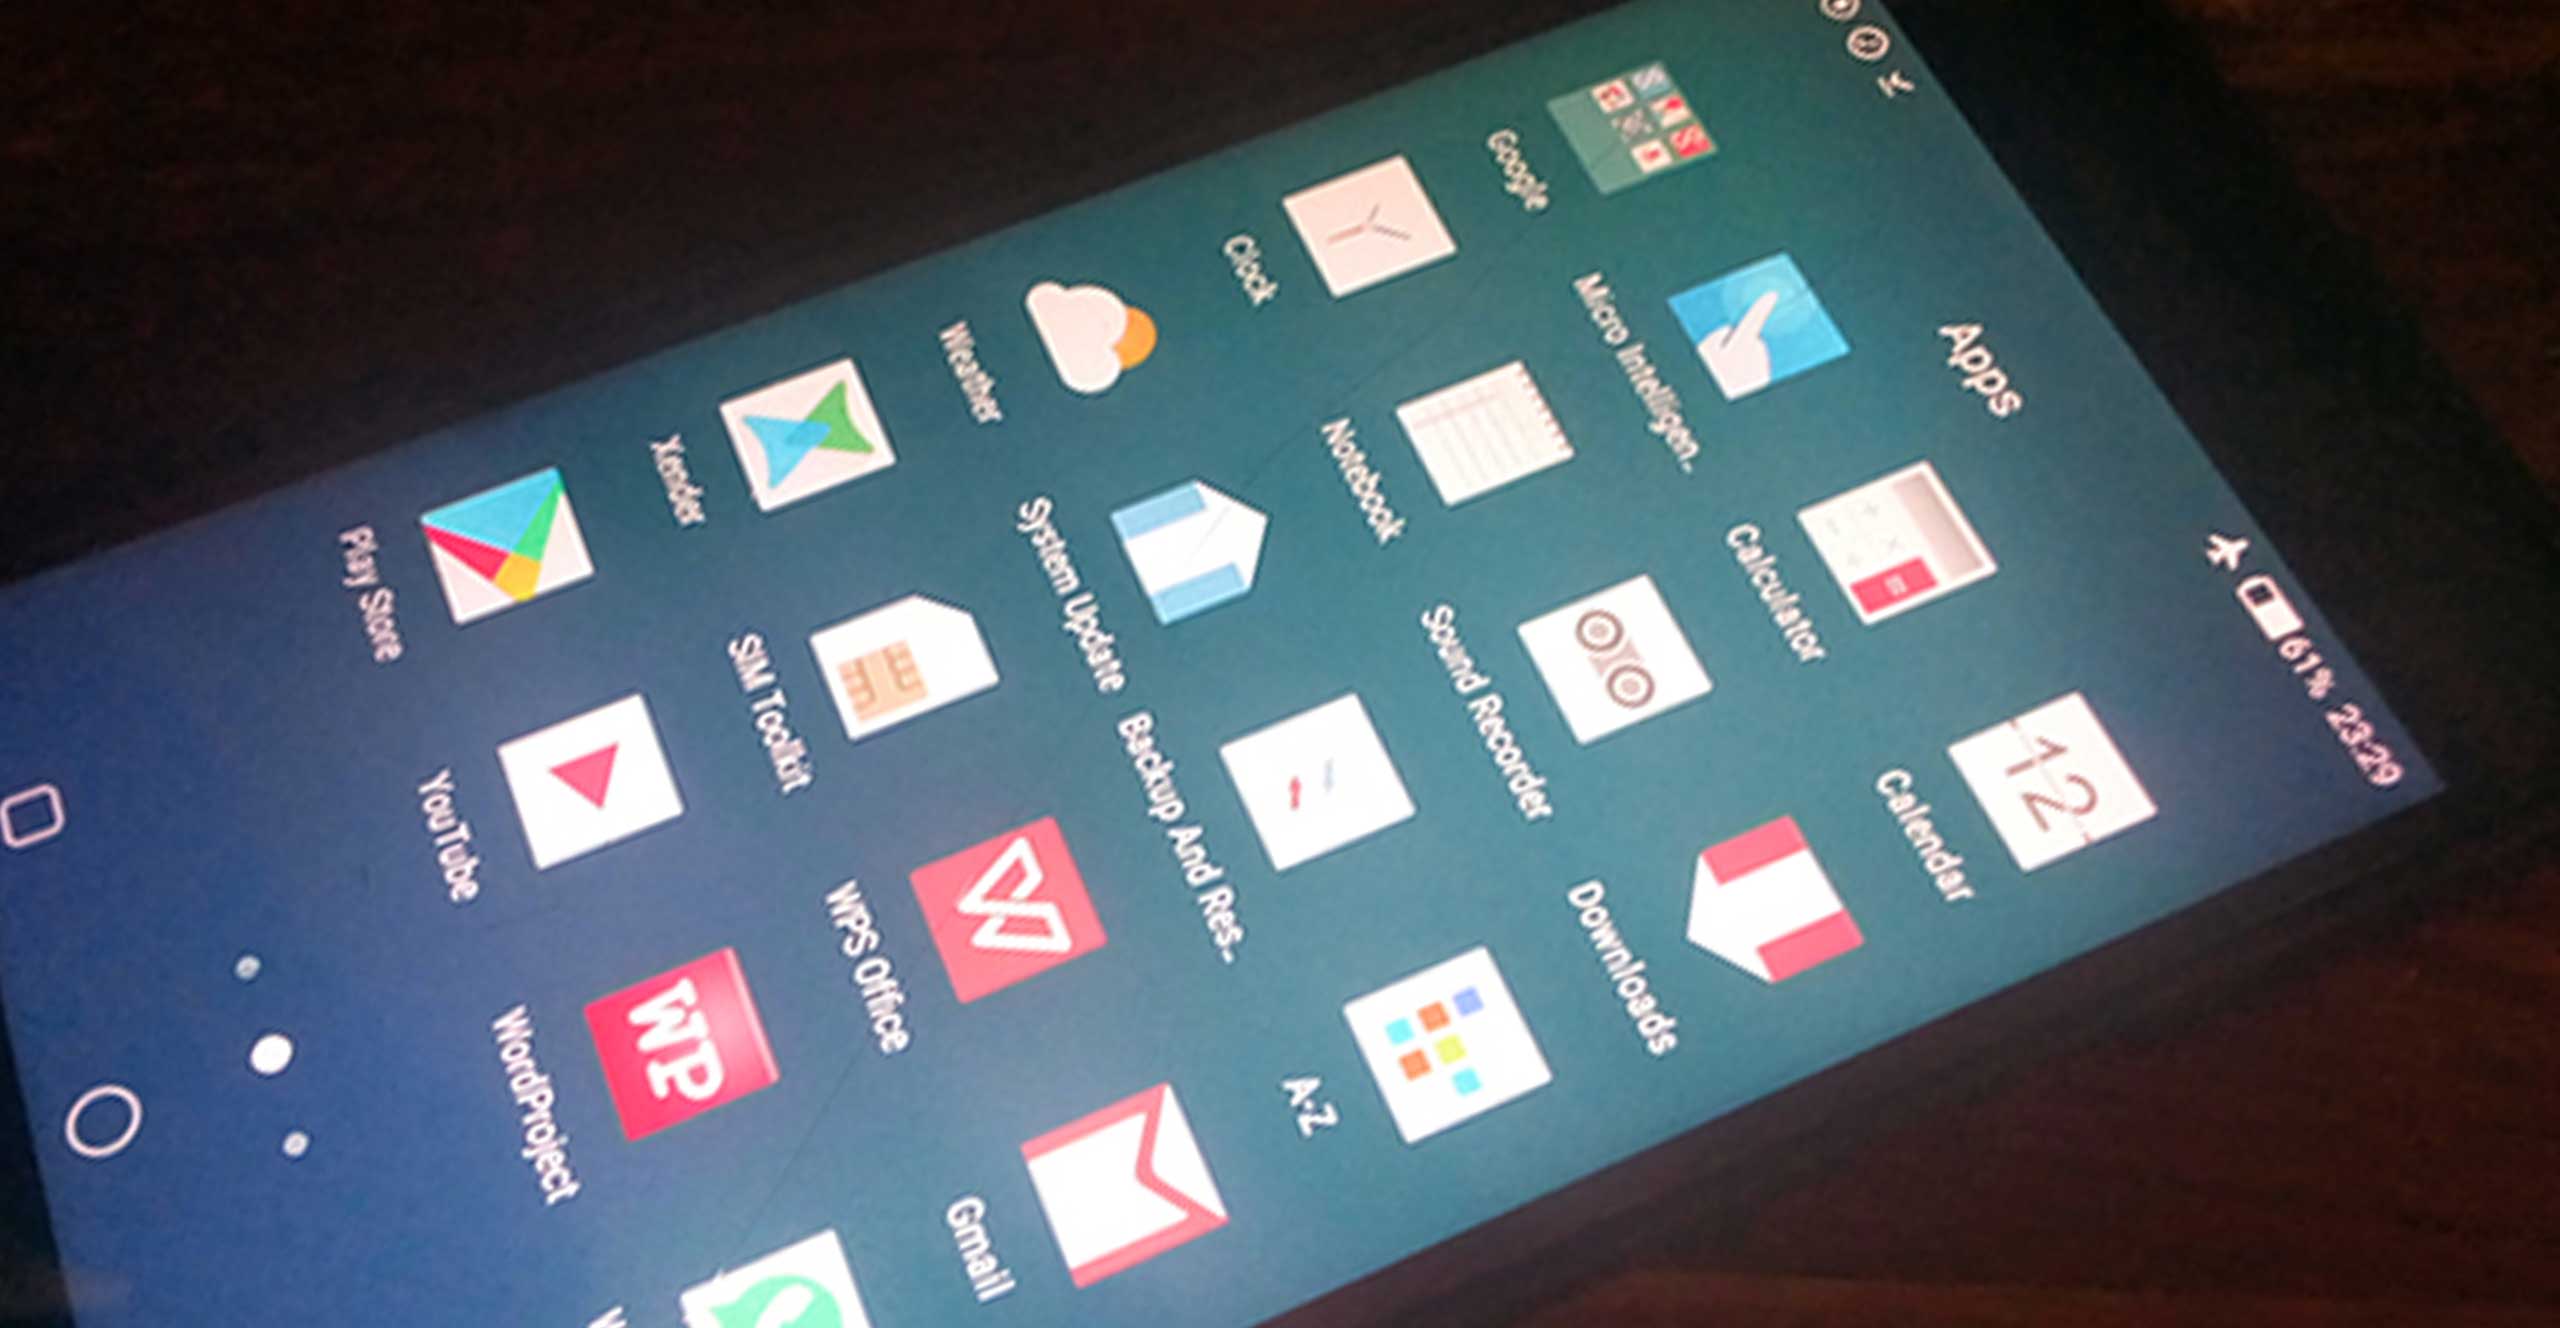 61% 23:29
Apps
12
Google Micro Intelligen.. Calculator Calendar
Clock Notebook Sound Recorder Downloads
Weather System Update Backup And Res.. A-Z
Xender SIM Toolkit WPS Office Gmail
WP
Play Store YouTube WordProject